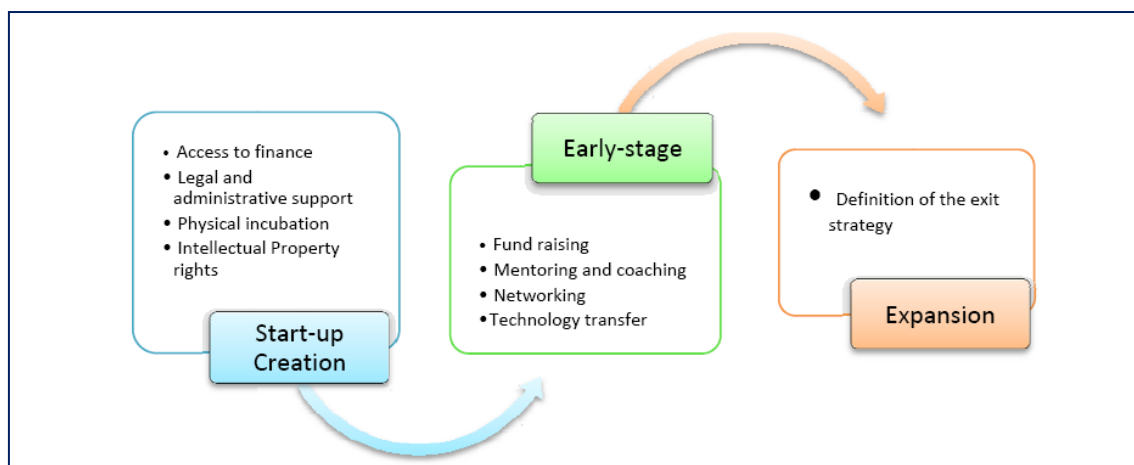 • Access to finance
• Legal and
administrative support
• Physical incubation
• Intellectual Property
rights
Start-up
Creation
Early-stage
• Fund raising
• Mentoring and coaching
• Networking
•Technology transfer
• Definition of the exit
strategy
Expansion